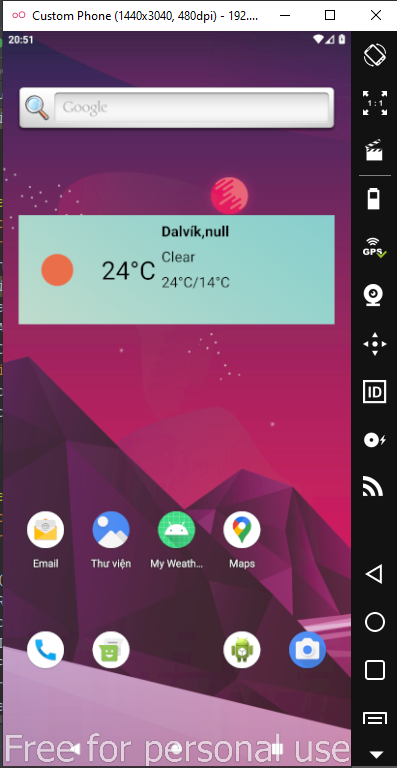 Custom Phone (1440x3040, 480dpi) - 192....
20:51
1:1
Google
Dalvík,null
Clear
24°C
24°C/14°C
GPS
ID
Email
Thư viện
My Weath...
Maps
Free for personal use